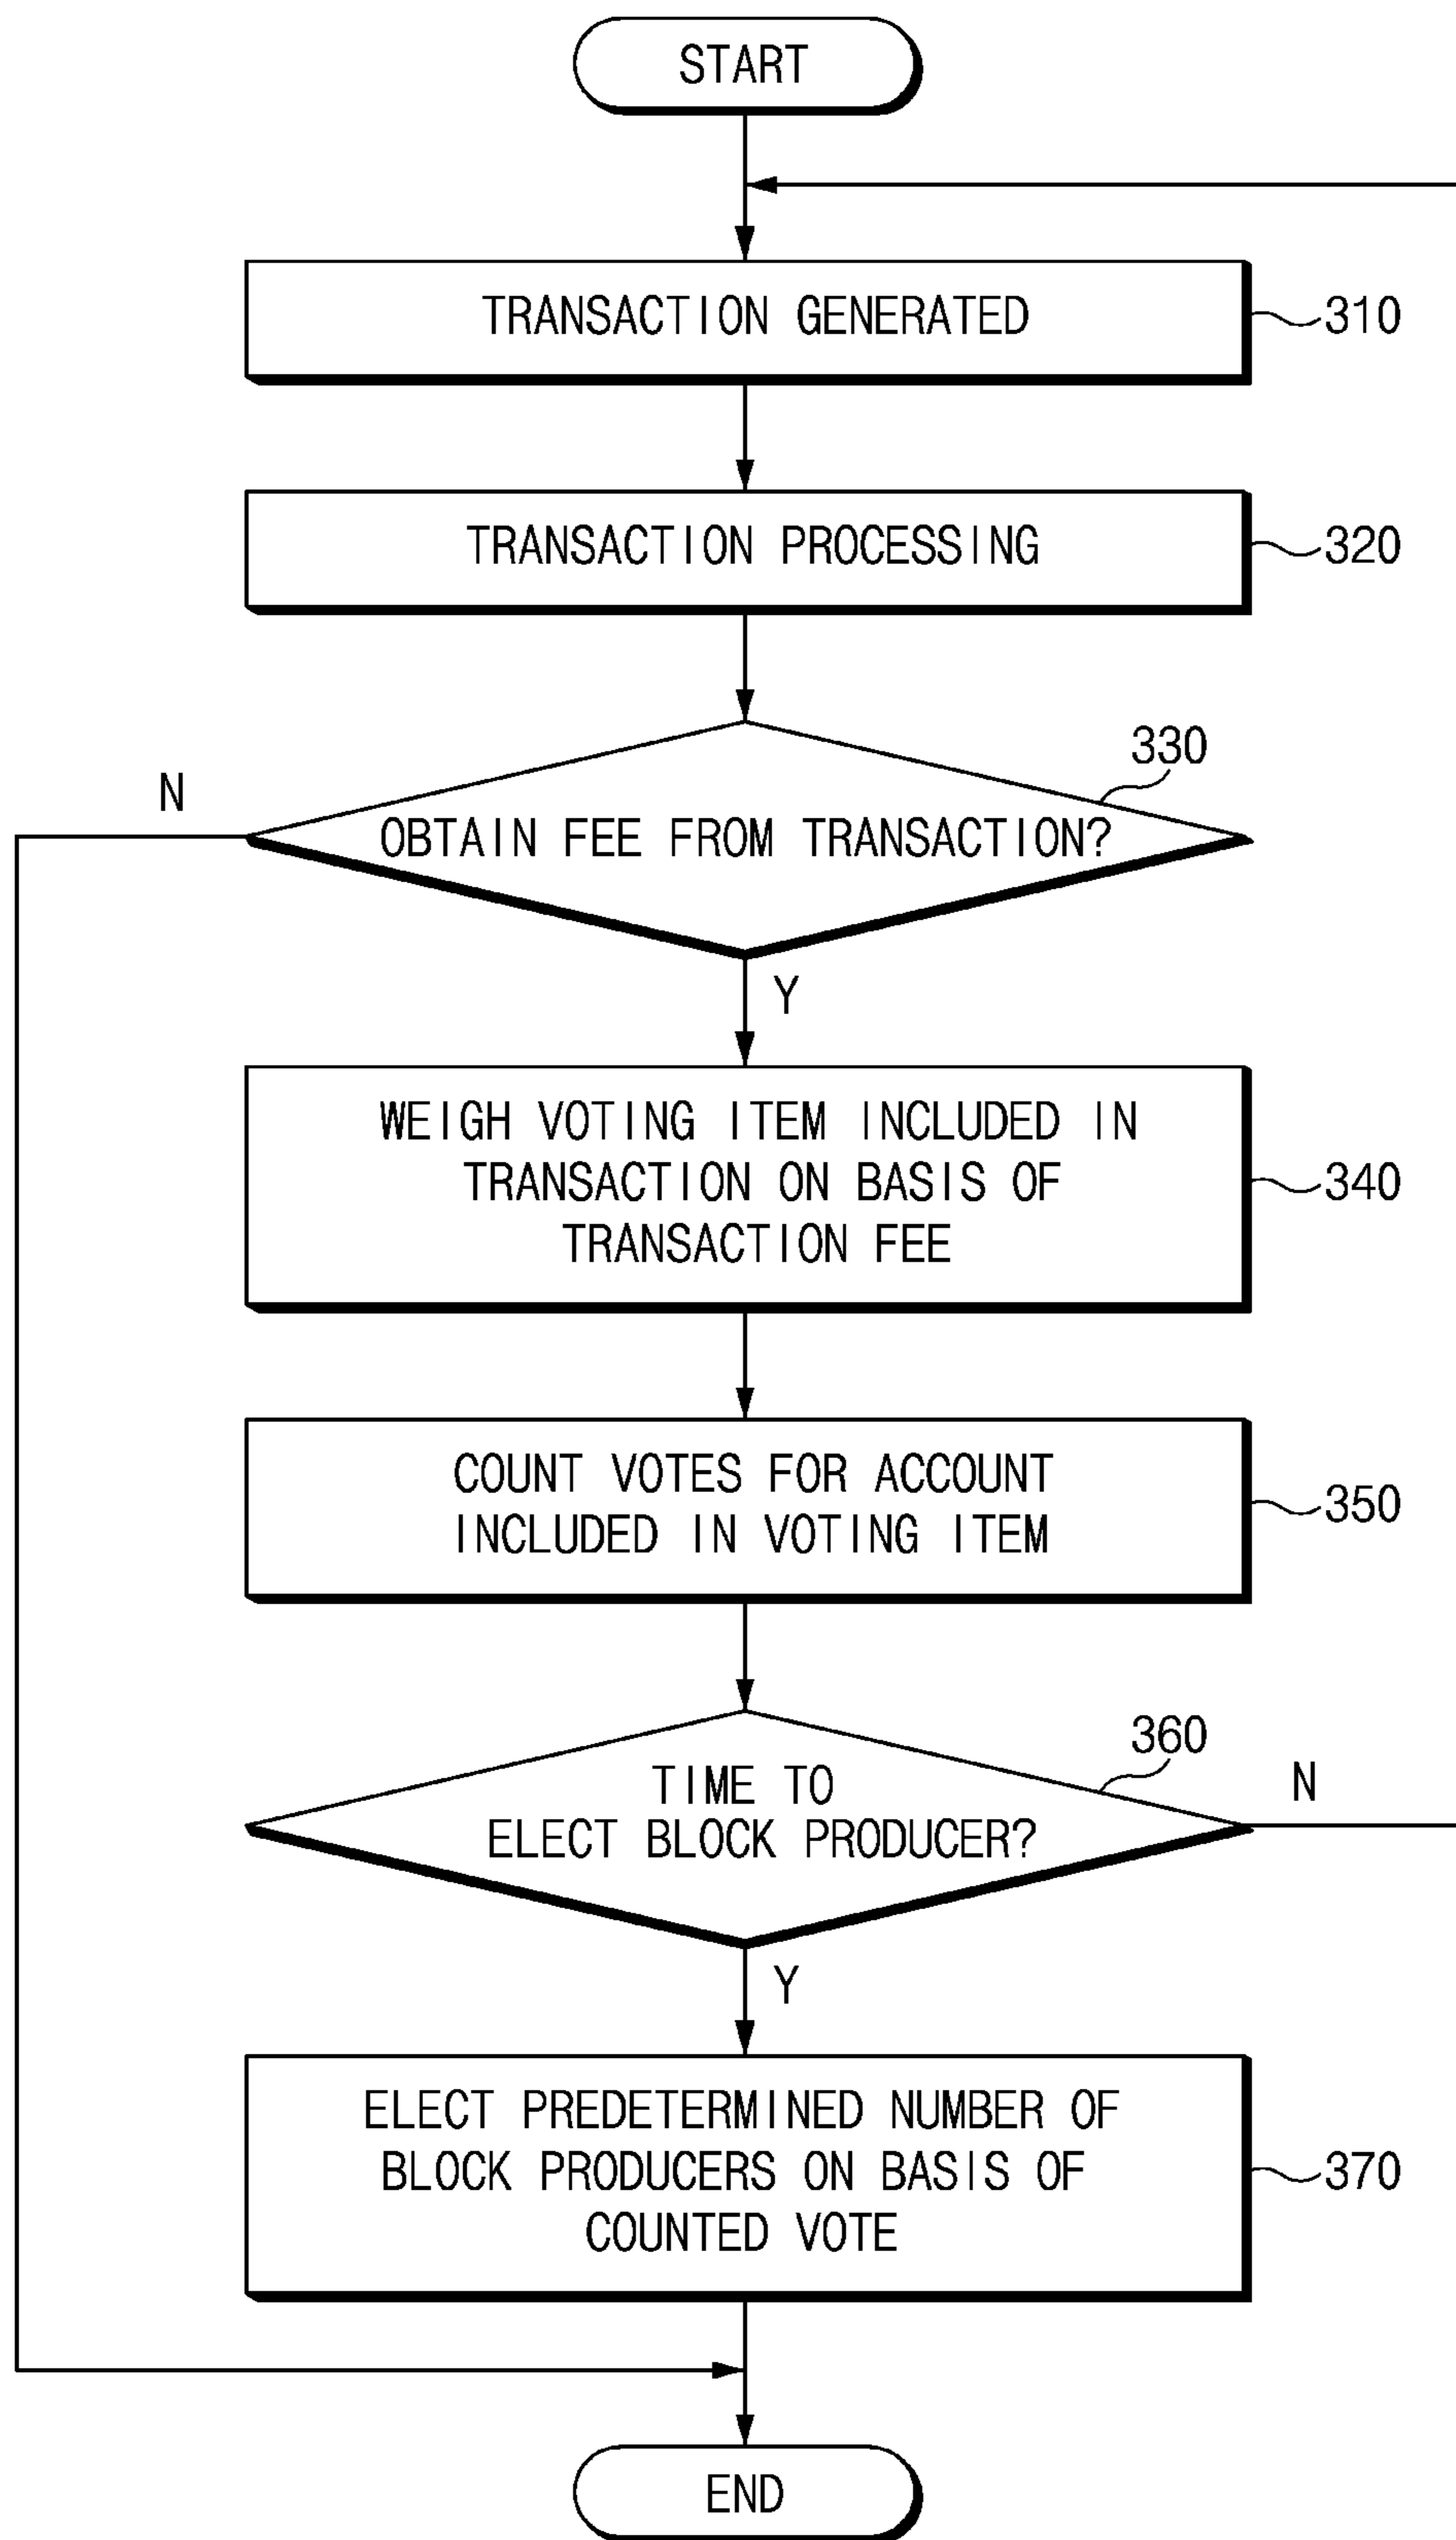 START
TRANSACTION GENERATED
310
TRANSACTION PROCESSING
320
330
N
OBTAIN FEE FROM TRANSACTION?
Y
WEIGH VOTING ITEM INCLUDED IN
TRANSACTION ON BASIS OF
TRANSACTION FEE
340
COUNT VOTES FOR ACCOUNT
INCLUDED IN VOTING ITEM
350
360
TIME TO
ELECT BLOCK PRODUCER?
N
Y
ELECT PREDETERMINED NUMBER OF
BLOCK PRODUCERS ON BASIS OF
COUNTED VOTE
370
END